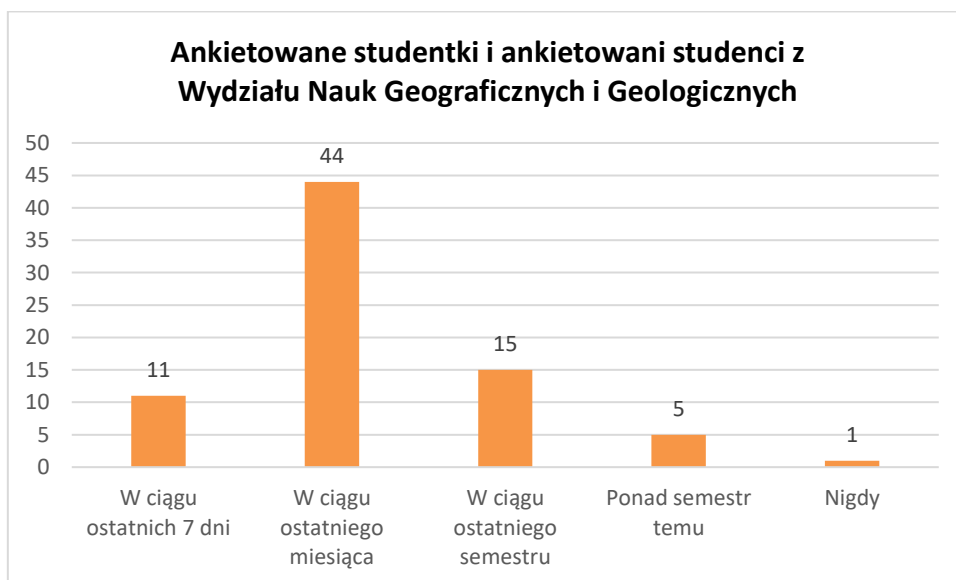 Ankietowane studentki i ankietowani studenci z
Wydziału Nauk Geograficznych i Geologicznych
50
45
40
35
30
25
20
15
10
5
0
11
44
15
5
1
W ciągu
ostatnich 7 dni
W ciągu
ostatniego
miesiąca
W ciągu
ostatniego
semestru
Ponad semestr
temu
Nigdy